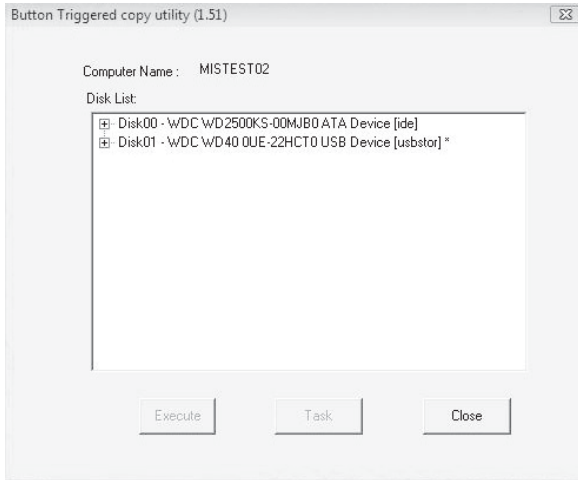 Button Triggered copy utility (1.51)
Computer Name : MISTEST02
Disk List:
Disk00 - WDC WD2500KS-00MJB0 ATA Device [ide]
Disk01 - WDC WD40 0UE-22HCT0 USB Device [usbstor] *
Execute Task Close